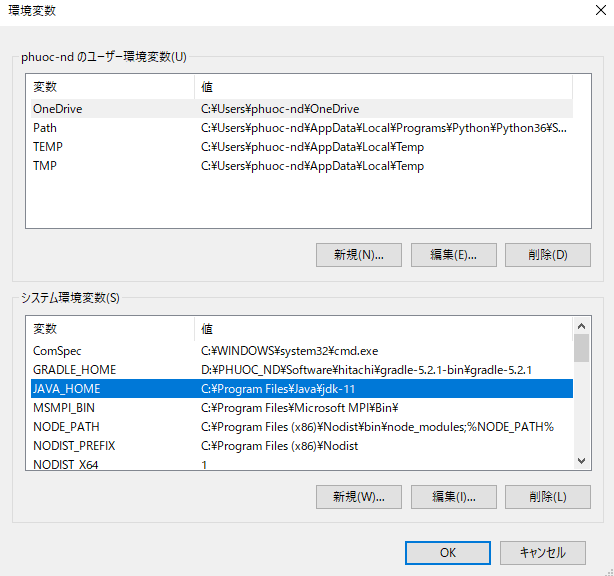 環境変数
phuoc-nd のユーザー環境変数(U)
変数 値
OneDrive C:¥Users¥phuoc-nd¥OneDrive
Path C:¥Users¥phuoc-nd¥AppData¥Local¥Programs¥Python¥Python36¥S...
TEMP C:¥Users¥phuoc-nd¥AppData¥Local¥Temp
TMP C:¥Users¥phuoc-nd¥AppData¥Local¥Temp
新規(N)... 編集(E)... 削除(D)
システム環境変数(S)
変数 値
ComSpec C:¥WINDOWS¥system32¥cmd.exe
GRADLE_HOME D:¥PHUOC_ND¥Software¥hitachi¥gradle-5.2.1-bin¥gradle-5.2.1
JAVA_HOME C:¥Program Files¥Java¥jdk-11
MSMPI_BIN C:¥Program Files¥Microsoft MPI¥Bin¥
NODE_PATH C:¥Program Files (x86)¥Nodist¥bin¥node_modules;%NODE_PATH%
NODIST_PREFIX C:¥Program Files (x86)¥Nodist
NODIST_X64 1
新規(W)... 編集(I)... 削除(L)
OK キャンセル